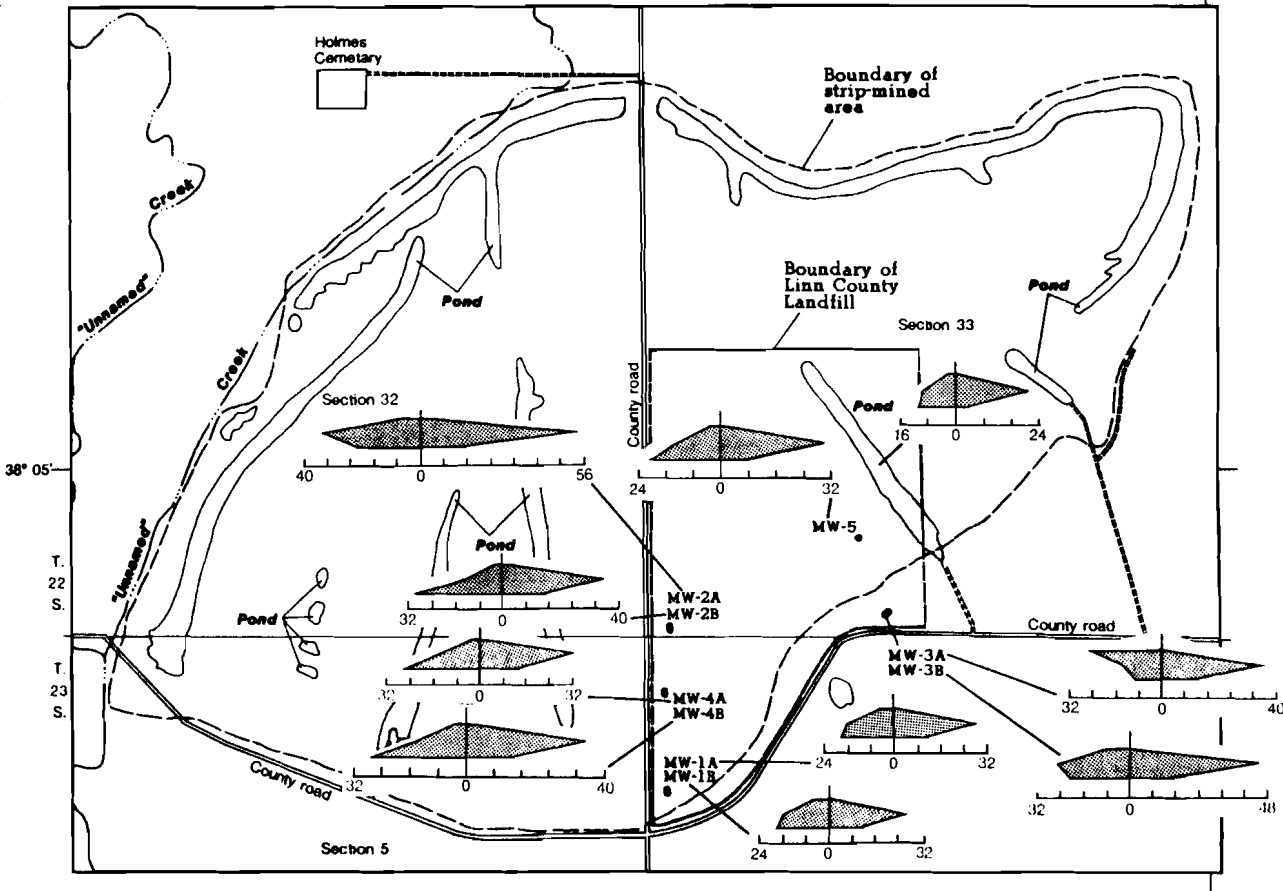 Holmes
Cemetary
Boundary of
strip-mined
area
Creek
"Unnamed"
Pond
Boundary of
Linn County
Landfill
Pond
Section 33
Creek
Section 32
County road
Pond
16 0 24
38° 05'
40 0 56
24 0 32
MW-5
"Unnamed"
Pond
T.
22
S.
32 0 40
MW-2A
MW-2B
Pond
County road
T.
23
S.
32 0 32
MW-3A
MW-3B
32 0 40
MW-4A
MW-4B
24 0 32
County road
32 0 40
MW-1A
MW-1B
32 0 48
24 0 32
Section 5